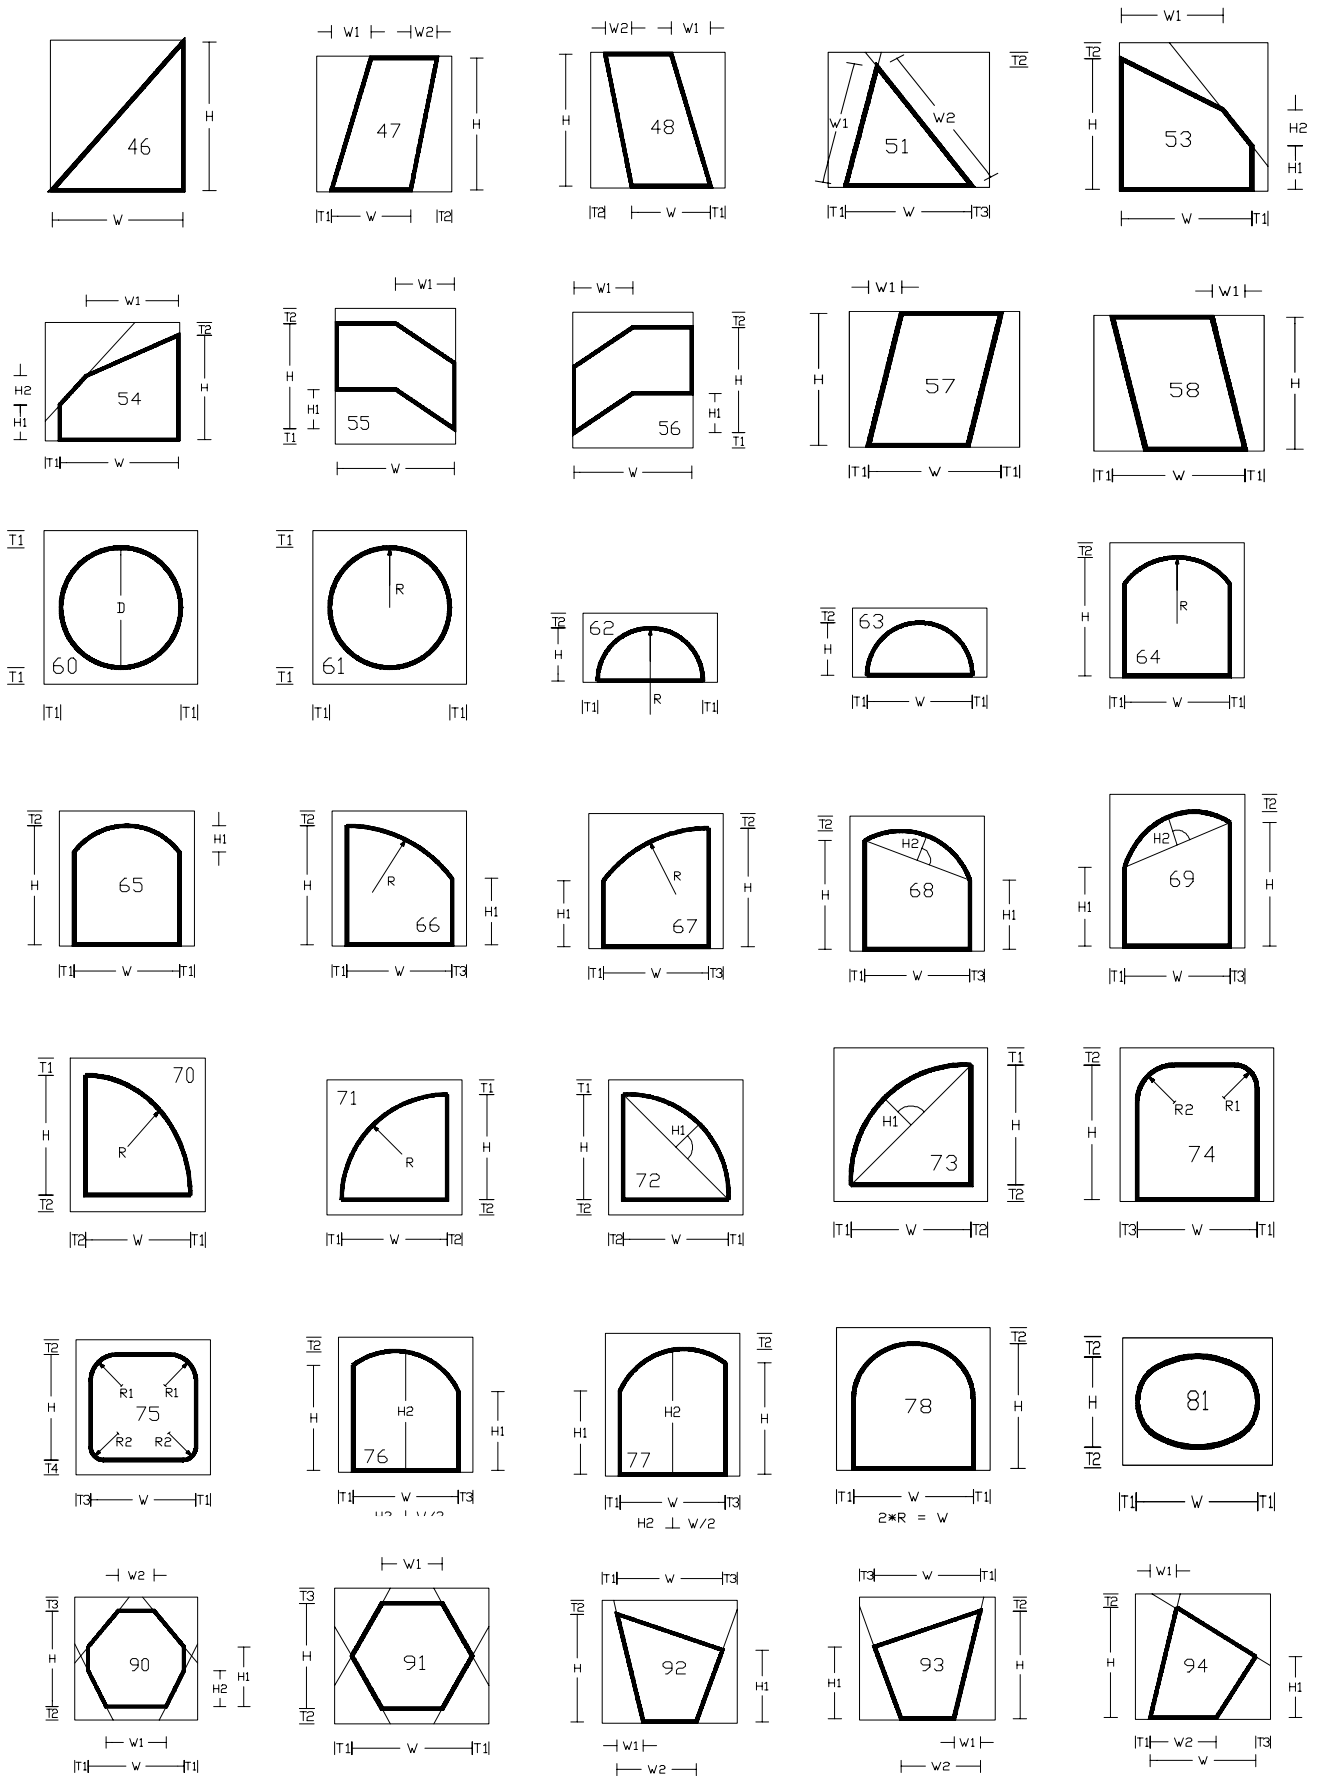 W1 W2 W2 W1 T2 W1
T2
H 46 H 47 H 48 W1 W2 51 H 53 H2 H1
W T1 W T2 T2 W T1 T1 W T3 W T1
W1 W1 W1 W1 W1
T2 T2 T2
H2 H1 54 H H H1 55 56 H H1 H 57 58 H
T1 T1
T1 W W W T1 W T1 T1 W T1
T1 T1
D R T2 62 T2 63 T2
60 61 H R H H R 64
T1 T1
T1 T1 T1 T1 T1 T1 T1 W T1 T1 W T1
T2 H1 T2 T2 T2 T2
H 65 H R 66 H1 H1 R 67 H H H2 68 H1 H1 H2 69 H
T1 W T1 T1 W T3 T1 W T3 T1 W T3 T1 W T3
T1 70 71 T1 T1 T1 T2
H R R H H H1 72 H1 73 H H R2 R1 74
T2 T2 T2 T2
T2 W T1 T1 W T2 T2 W T1 T1 W T2 T3 W T1
T2 T2 T2 T2 T2
H R1 R1 75 R2 R2 H H2 76 H1 H1 H2 77 H 78 H H 81
T4 T2
T3 W T1 T1 W T3 T1 W T3 T1 W T1 T1 W T1
H2 ⊥ W/2 2*R = W
W2 W1 T1 W T3 T3 W T1 W1
T3 T3 T2 T2 T2
H 90 H2 H1 H 91 H 92 H1 H1 93 H H 94 H1
T2 T2
W1 W1 W1 T1 W2 T3
T1 W T1 T1 W T1 W2 W2 W